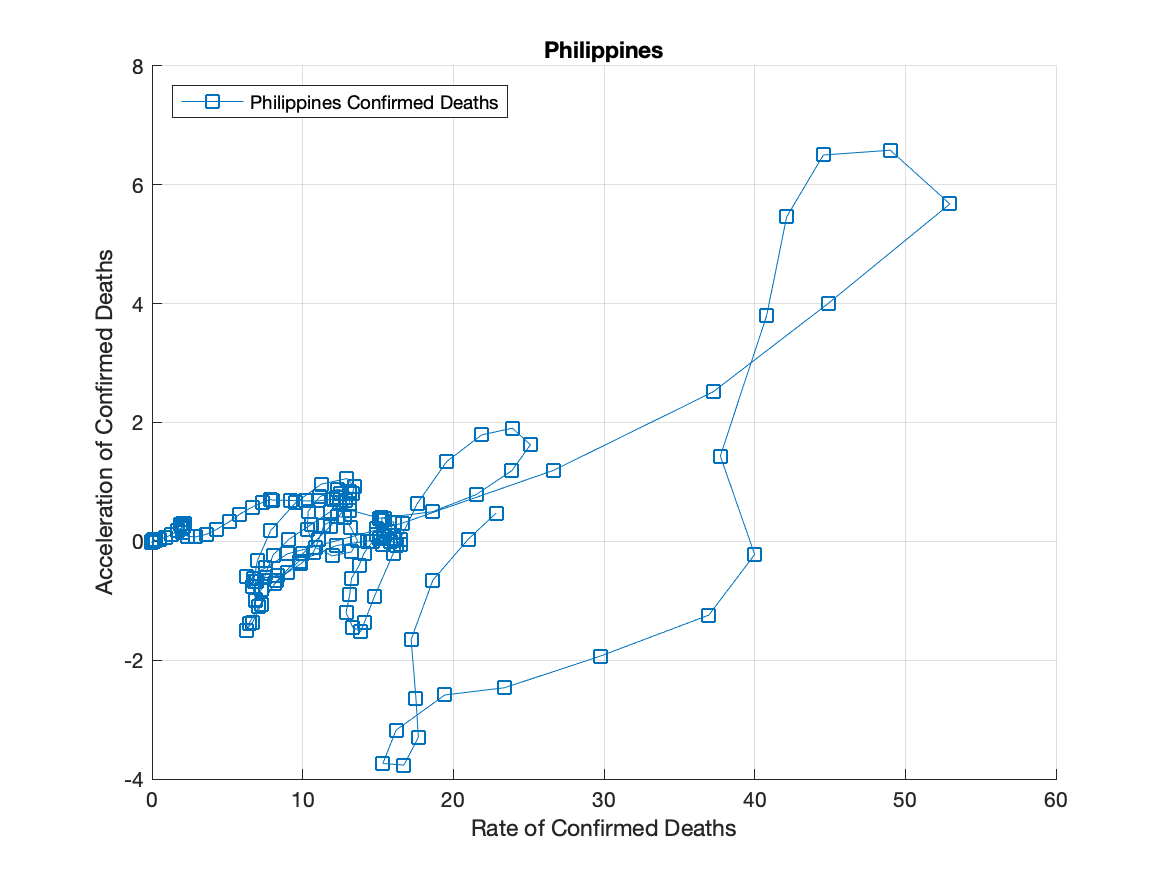 Philippines
Philippines Confirmed Deaths
8
6
4
2
0
-2
-4
Acceleration of Confirmed Deaths
0 10 20 30 40 50 60
Rate of Confirmed Deaths